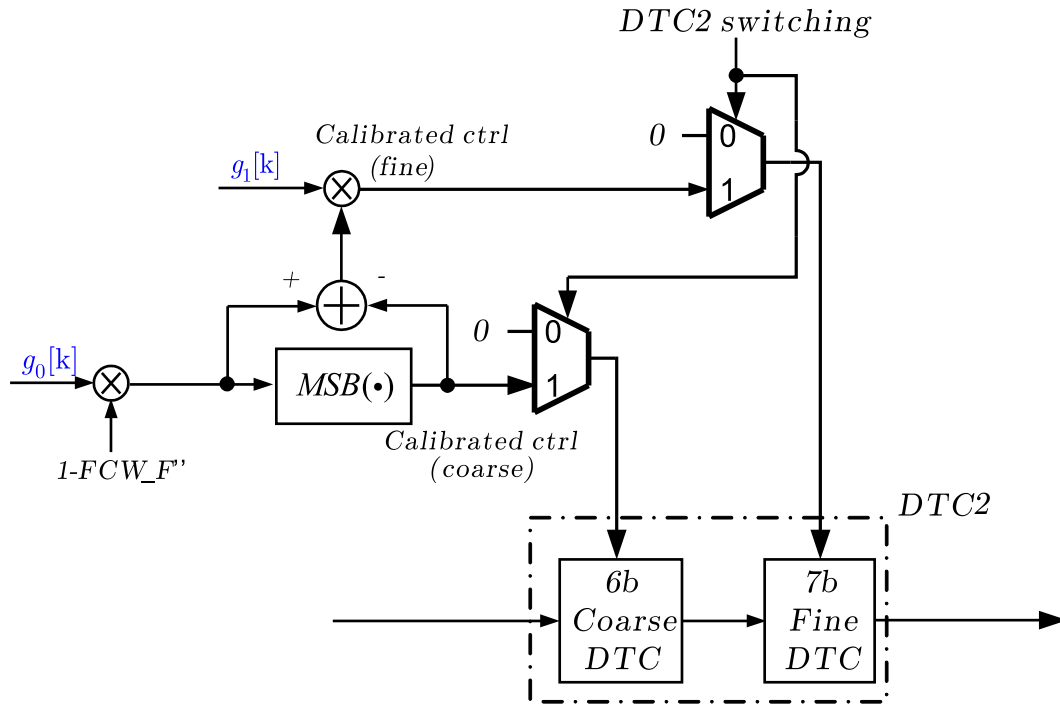 DTC2 switching
0
0
1
Calibrated ctrl
(fine)
g1[k]
+
-
0
0
1
g0[k]
MSB(•)
Calibrated ctrl
(coarse)
1-FCW_F''
DTC2
6b
Coarse
DTC
7b
Fine
DTC